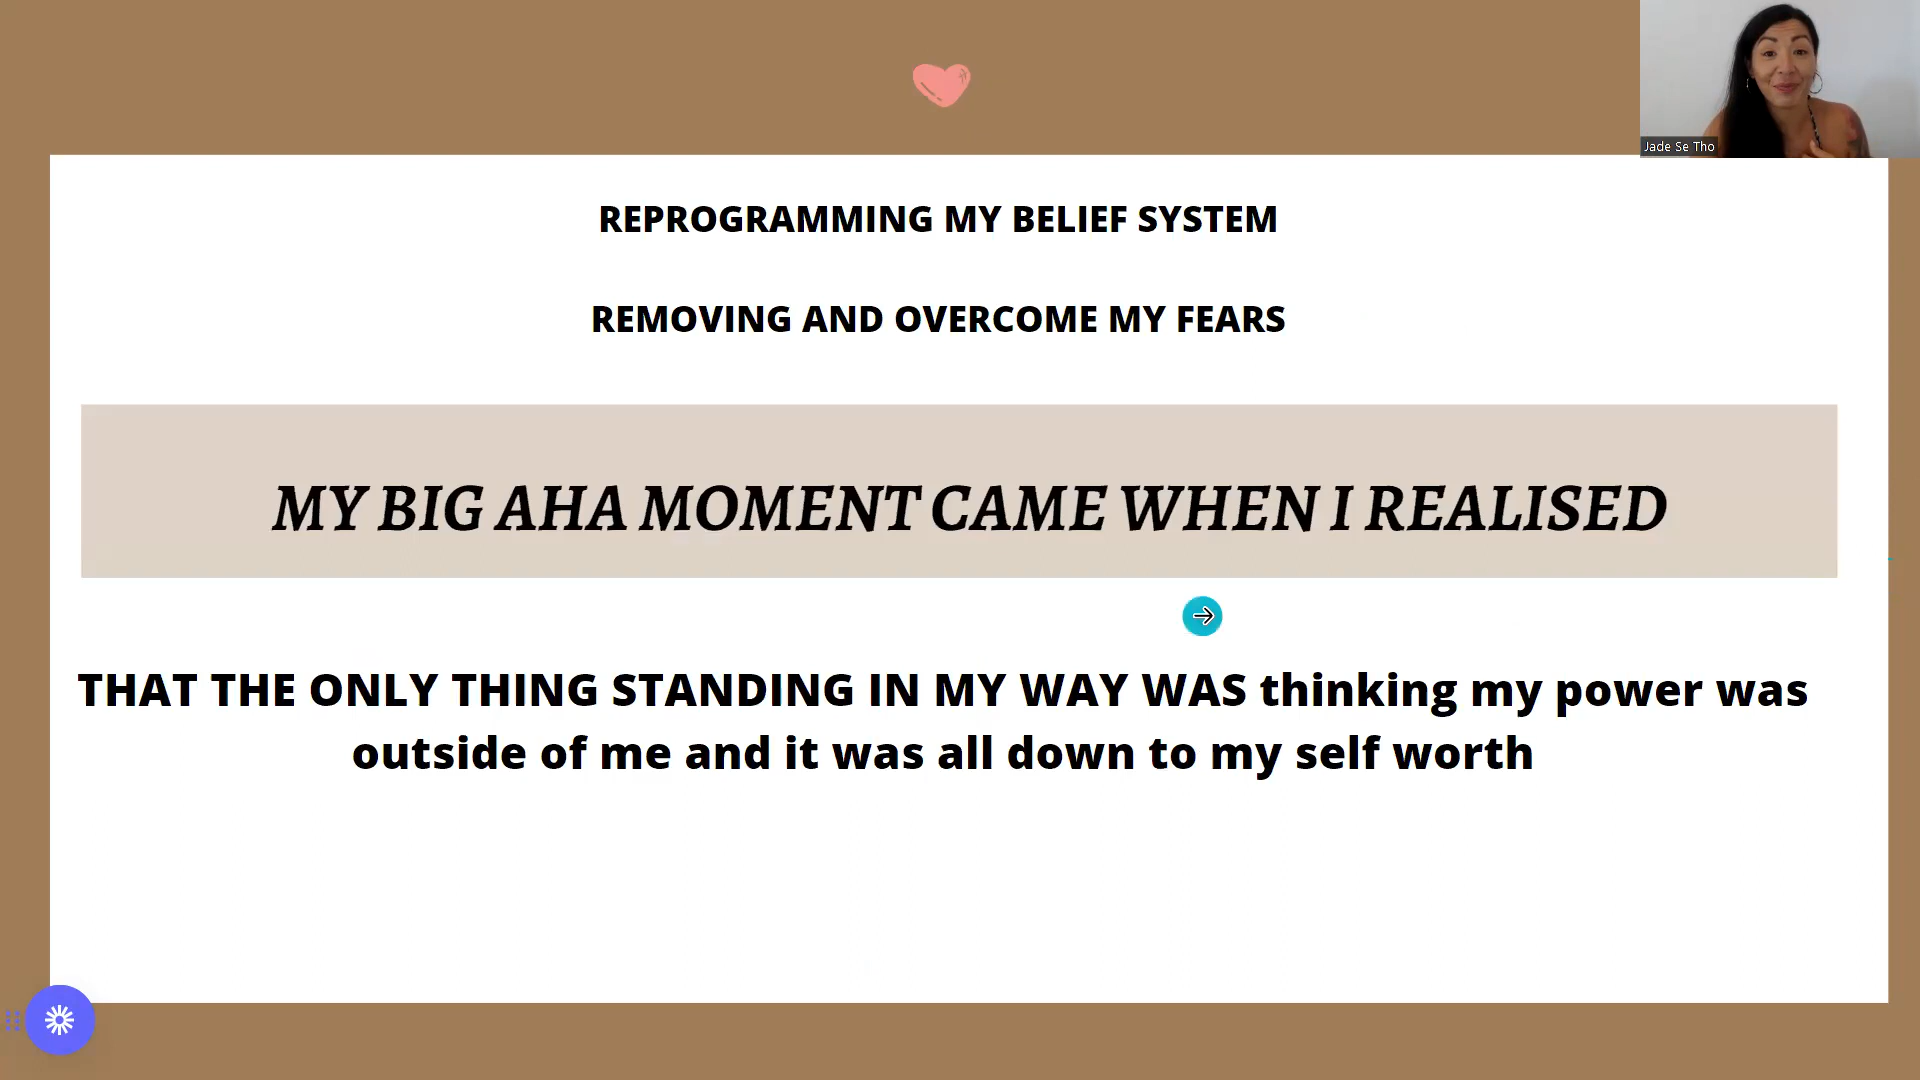 Jade Se Tho
REPROGRAMMING MY BELIEF SYSTEM
REMOVING AND OVERCOME MY FEARS
MY BIG AHA MOMENT CAME WHEN I REALISED
THAT THE ONLY THING STANDING IN MY WAY WAS thinking my power was
outside of me and it was all down to my self worth